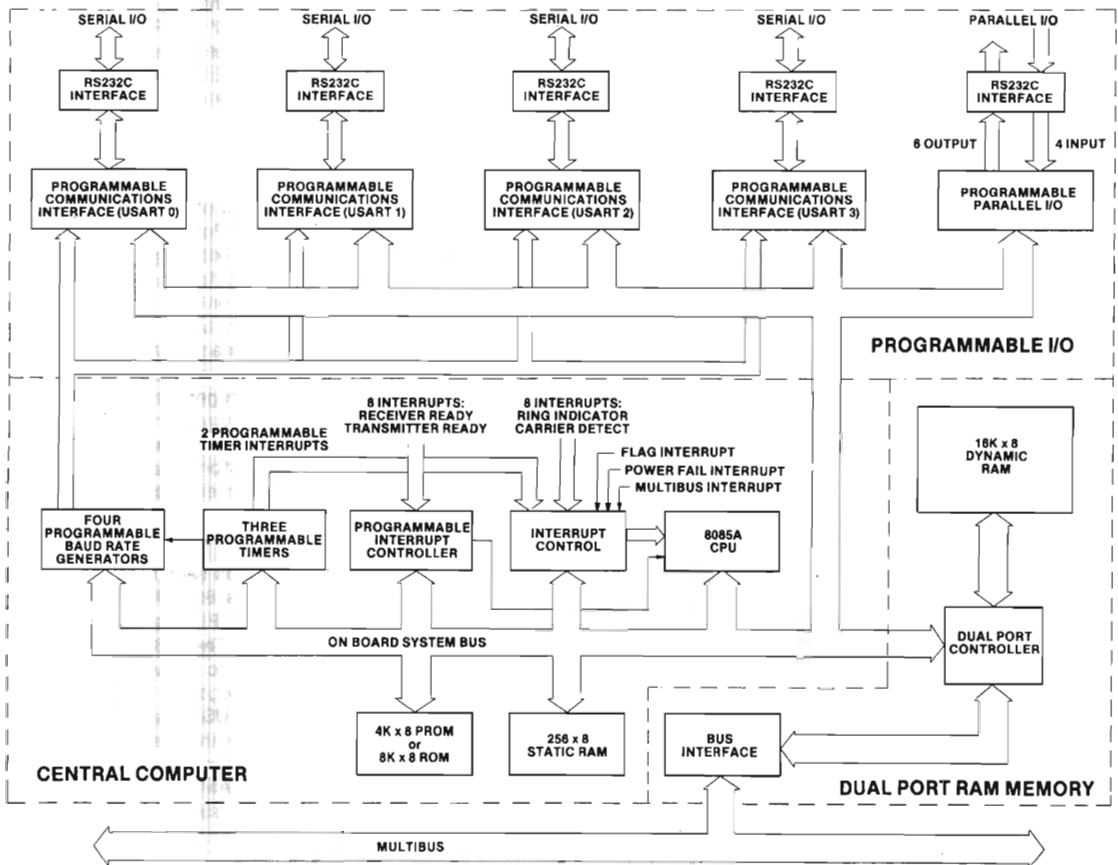 SERIAL I/O
SERIAL I/O
SERIAL I/O
SERIAL I/O
PARALLEL I/O
RS232C
INTERFACE
RS232C
INTERFACE
RS232C
INTERFACE
RS232C
INTERFACE
RS232C
INTERFACE
6 OUTPUT
4 INPUT
PROGRAMMABLE
COMMUNICATIONS
INTERFACE (USART 0)
PROGRAMMABLE
COMMUNICATIONS
INTERFACE (USART 1)
PROGRAMMABLE
COMMUNICATIONS
INTERFACE (USART 2)
PROGRAMMABLE
COMMUNICATIONS
INTERFACE (USART 3)
PROGRAMMABLE
PARALLEL I/O
PROGRAMMABLE I/O
2 PROGRAMMABLE
TIMER INTERRUPTS
8 INTERRUPTS:
RECEIVER READY
TRANSMITTER READY
8 INTERRUPTS:
RING INDICATOR
CARRIER DETECT
FLAG INTERRUPT
POWER FAIL INTERRUPT
MULTIBUS INTERRUPT
16K x 8
DYNAMIC
RAM
FOUR
PROGRAMMABLE
BAUD RATE
GENERATORS
THREE
PROGRAMMABLE
TIMERS
PROGRAMMABLE
INTERRUPT
CONTROLLER
INTERRUPT
CONTROL
8085A
CPU
ON BOARD SYSTEM BUS
DUAL PORT
CONTROLLER
4K x 8 PROM
or
8K x 8 ROM
256 x 8
STATIC RAM
BUS
INTERFACE
CENTRAL COMPUTER
DUAL PORT RAM MEMORY
MULTIBUS